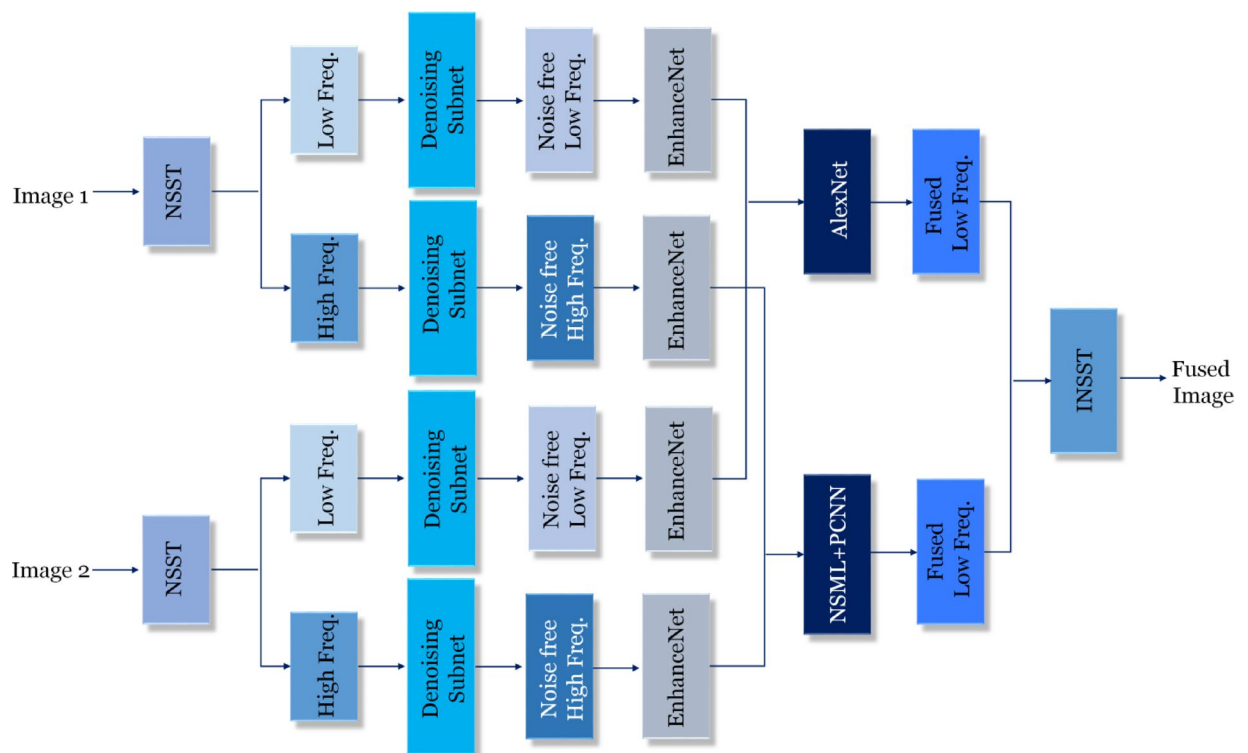 Image 1
NSST
Low Freq.
Denoising
Subnet
Noise free
Low Freq.
EnhanceNet
High Freq.
Denoising
Subnet
Noise free
High Freq.
EnhanceNet
Image 2
NSST
Low Freq.
Denoising
Subnet
Noise free
Low Freq.
EnhanceNet
High Freq.
Denoising
Subnet
Noise free
High Freq.
EnhanceNet
AlexNet
Fused
Low Freq.
NSML+PCNN
Fused
Low Freq.
INSST
Fused
Image